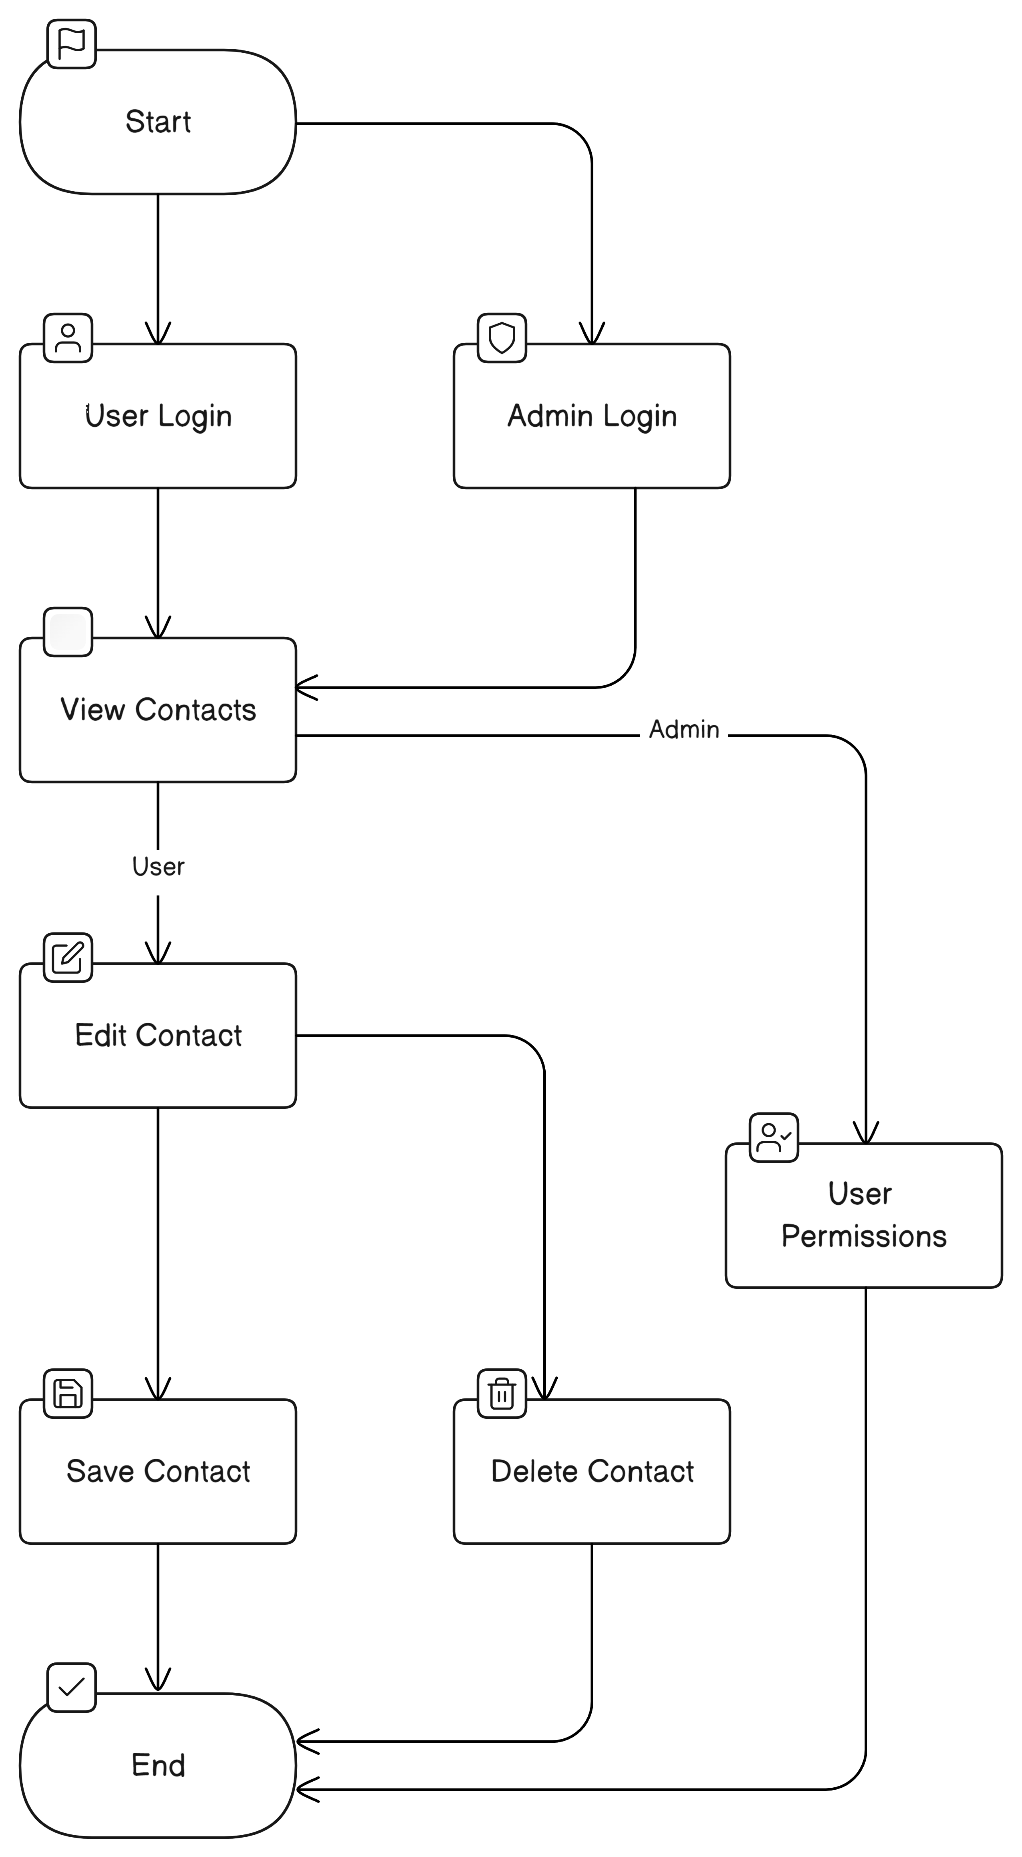 Start
User Login
Admin Login
View Contacts
Admin
User
Edit Contact
User
Permissions
Save Contact
Delete Contact
End